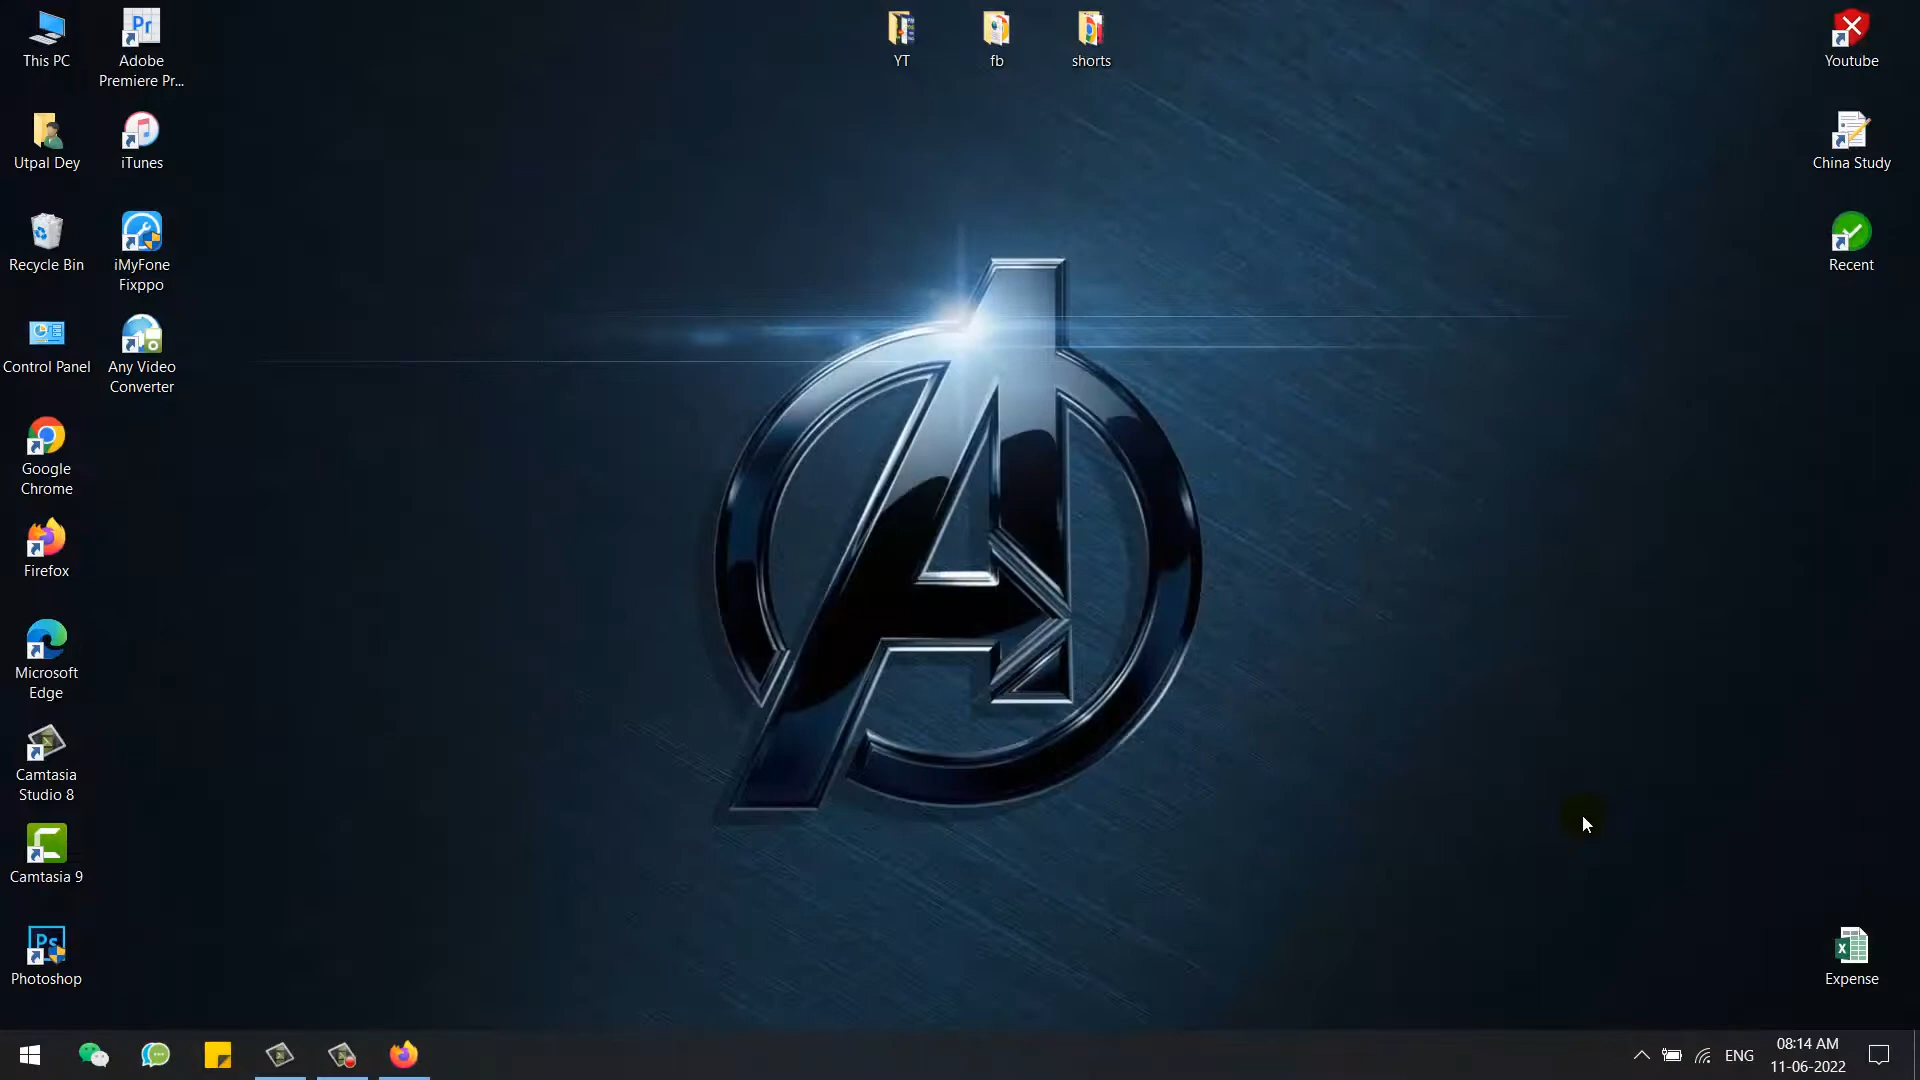 This PC
Adobe
Premiere Pr...
YT
fb
shorts
Youtube
Utpal Dey
iTunes
China Study
Recycle Bin
iMyFone
Fixppo
Recent
Control Panel
Any Video
Converter
Google
Chrome
Firefox
Microsoft
Edge
Camtasia
Studio 8
Camtasia 9
Photoshop
Expense
ENG
08:14 AM
11-06-2022